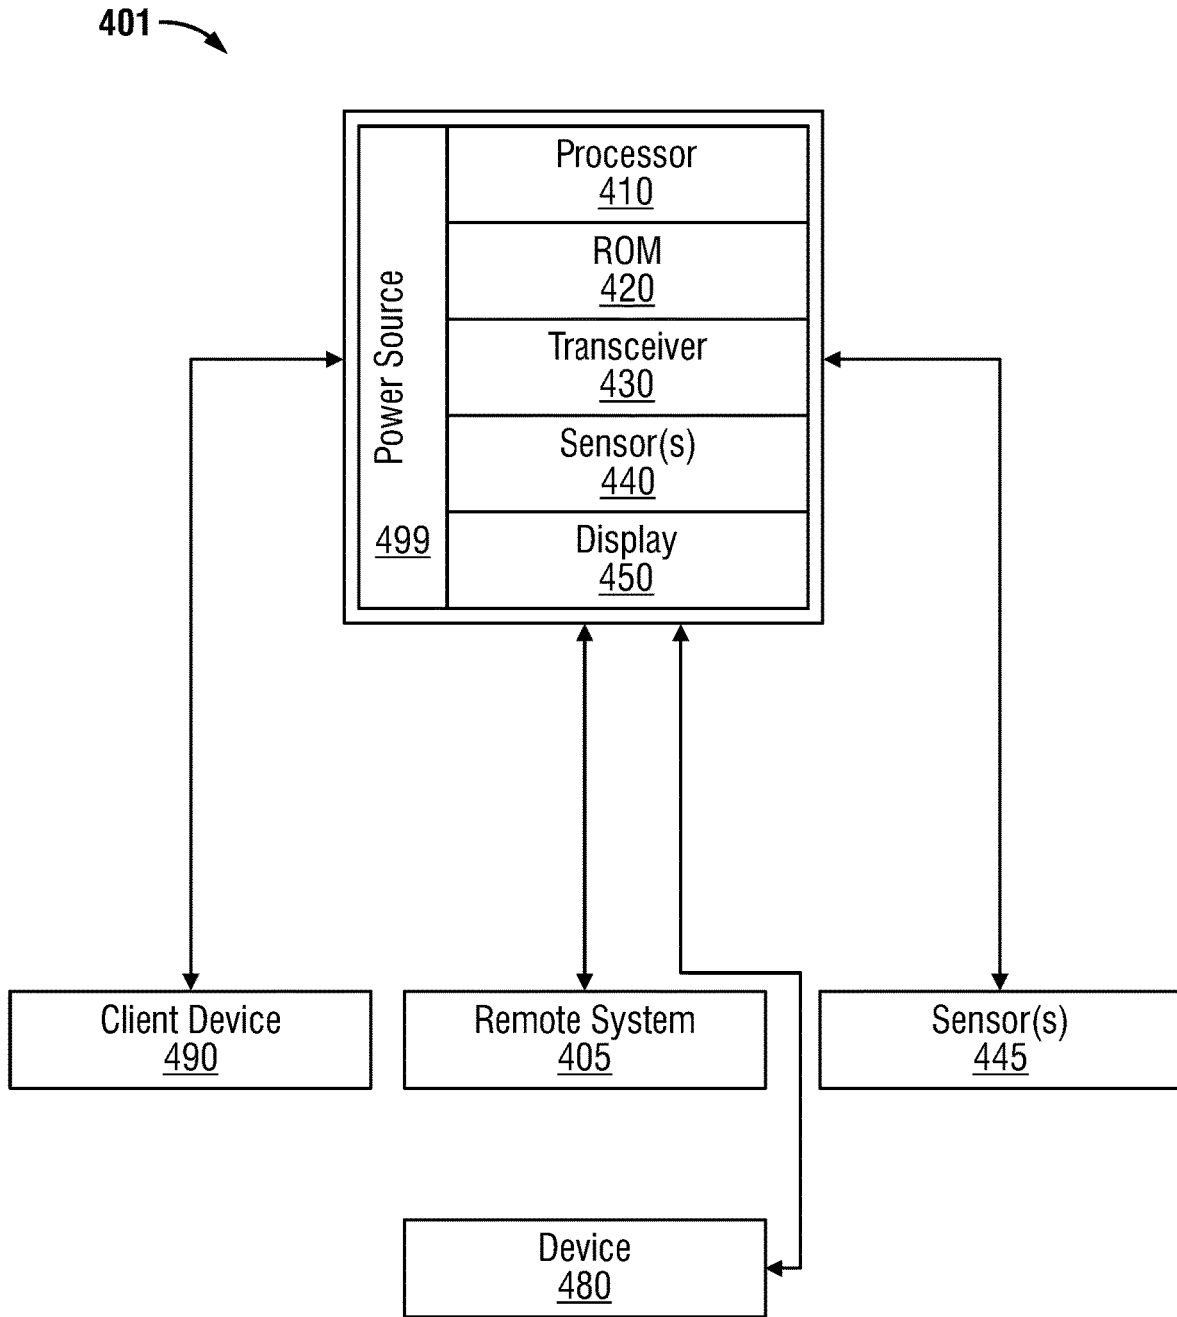 401
Processor
410
ROM
420
Transceiver
430
Sensor(s)
440
Display
450
Power Source
499
Client Device
490
Remote System
405
Sensor(s)
445
Device
480